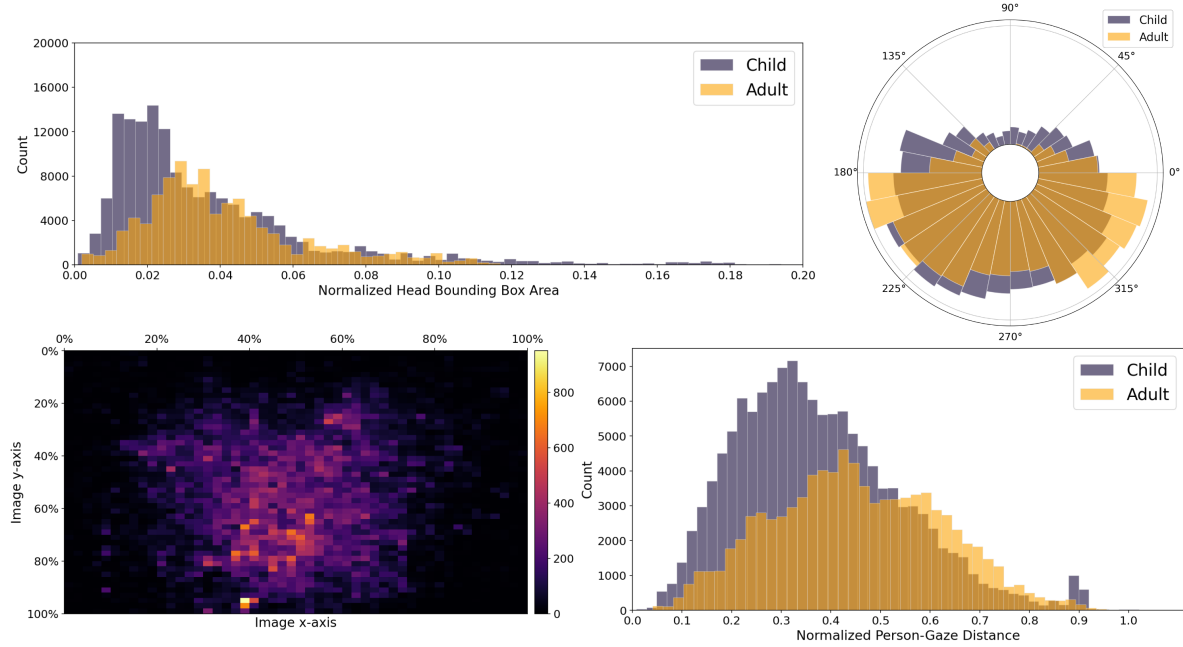 20000
16000
12000
8000
4000
0
Count
0.00 0.02 0.04 0.06 0.08 0.10 0.12 0.14 0.16 0.18 0.20
Normalized Head Bounding Box Area
Child
Adult
90°
135°
45°
180°
0°
225°
315°
270°
Child
Adult
0% 20% 40% 60% 80% 100%
0%
20%
40%
60%
80%
100%
Image y-axis
Image x-axis
800
600
400
200
0
7000
6000
5000
4000
3000
2000
1000
0
Count
0.0 0.1 0.2 0.3 0.4 0.5 0.6 0.7 0.8 0.9 1.0
Normalized Person-Gaze Distance
Child
Adult